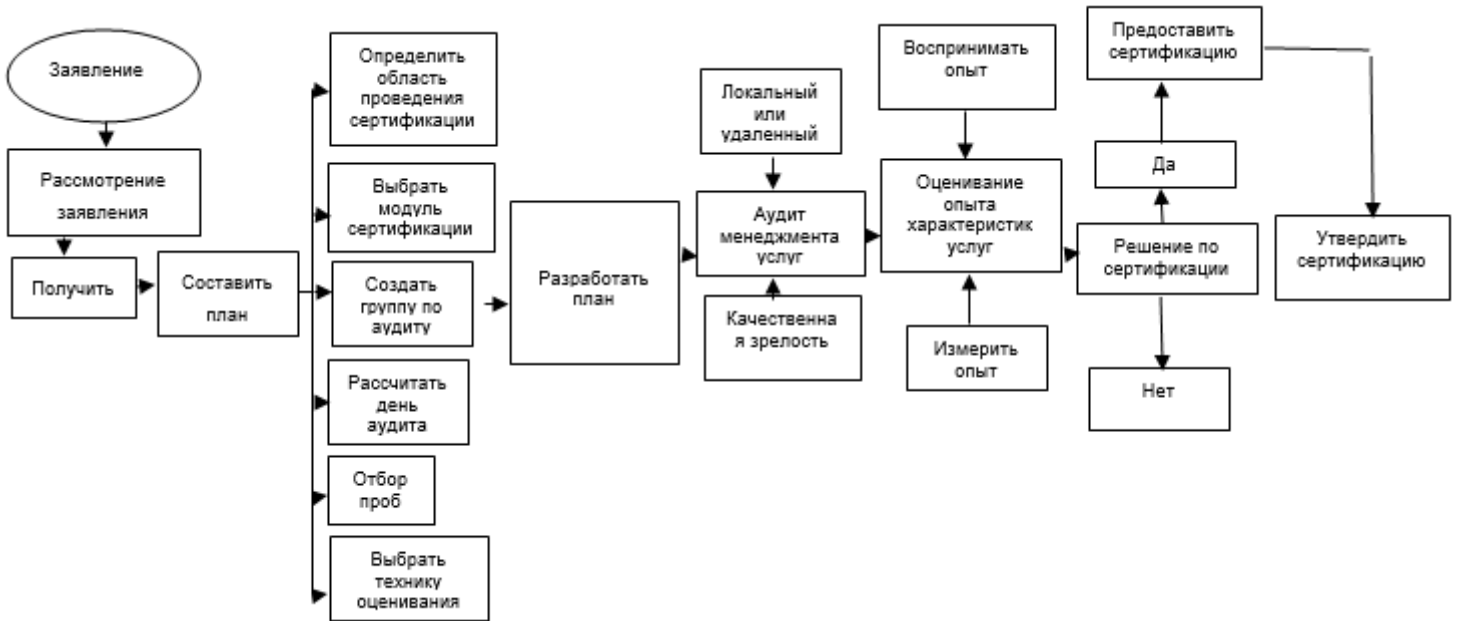 Заявление
Рассмотрение
заявления
Получить
Составить
план
Определить
область
проведения
сертификации
Выбрать
модуль
сертификации
Создать
группу по
аудиту
Рассчитать
день
аудита
Отбор
проб
Выбрать
технику
оценивания
Разработать
план
Локальный
или
удаленный
Аудит
менеджмента
услуг
Качественна
я зрелость
Воспринимать
опыт
Оценивание
опыта
характеристик
услуг
Измерить
опыт
Предоставить
сертификацию
Да
Решение по
сертификации
Нет
Утвердить
сертификацию